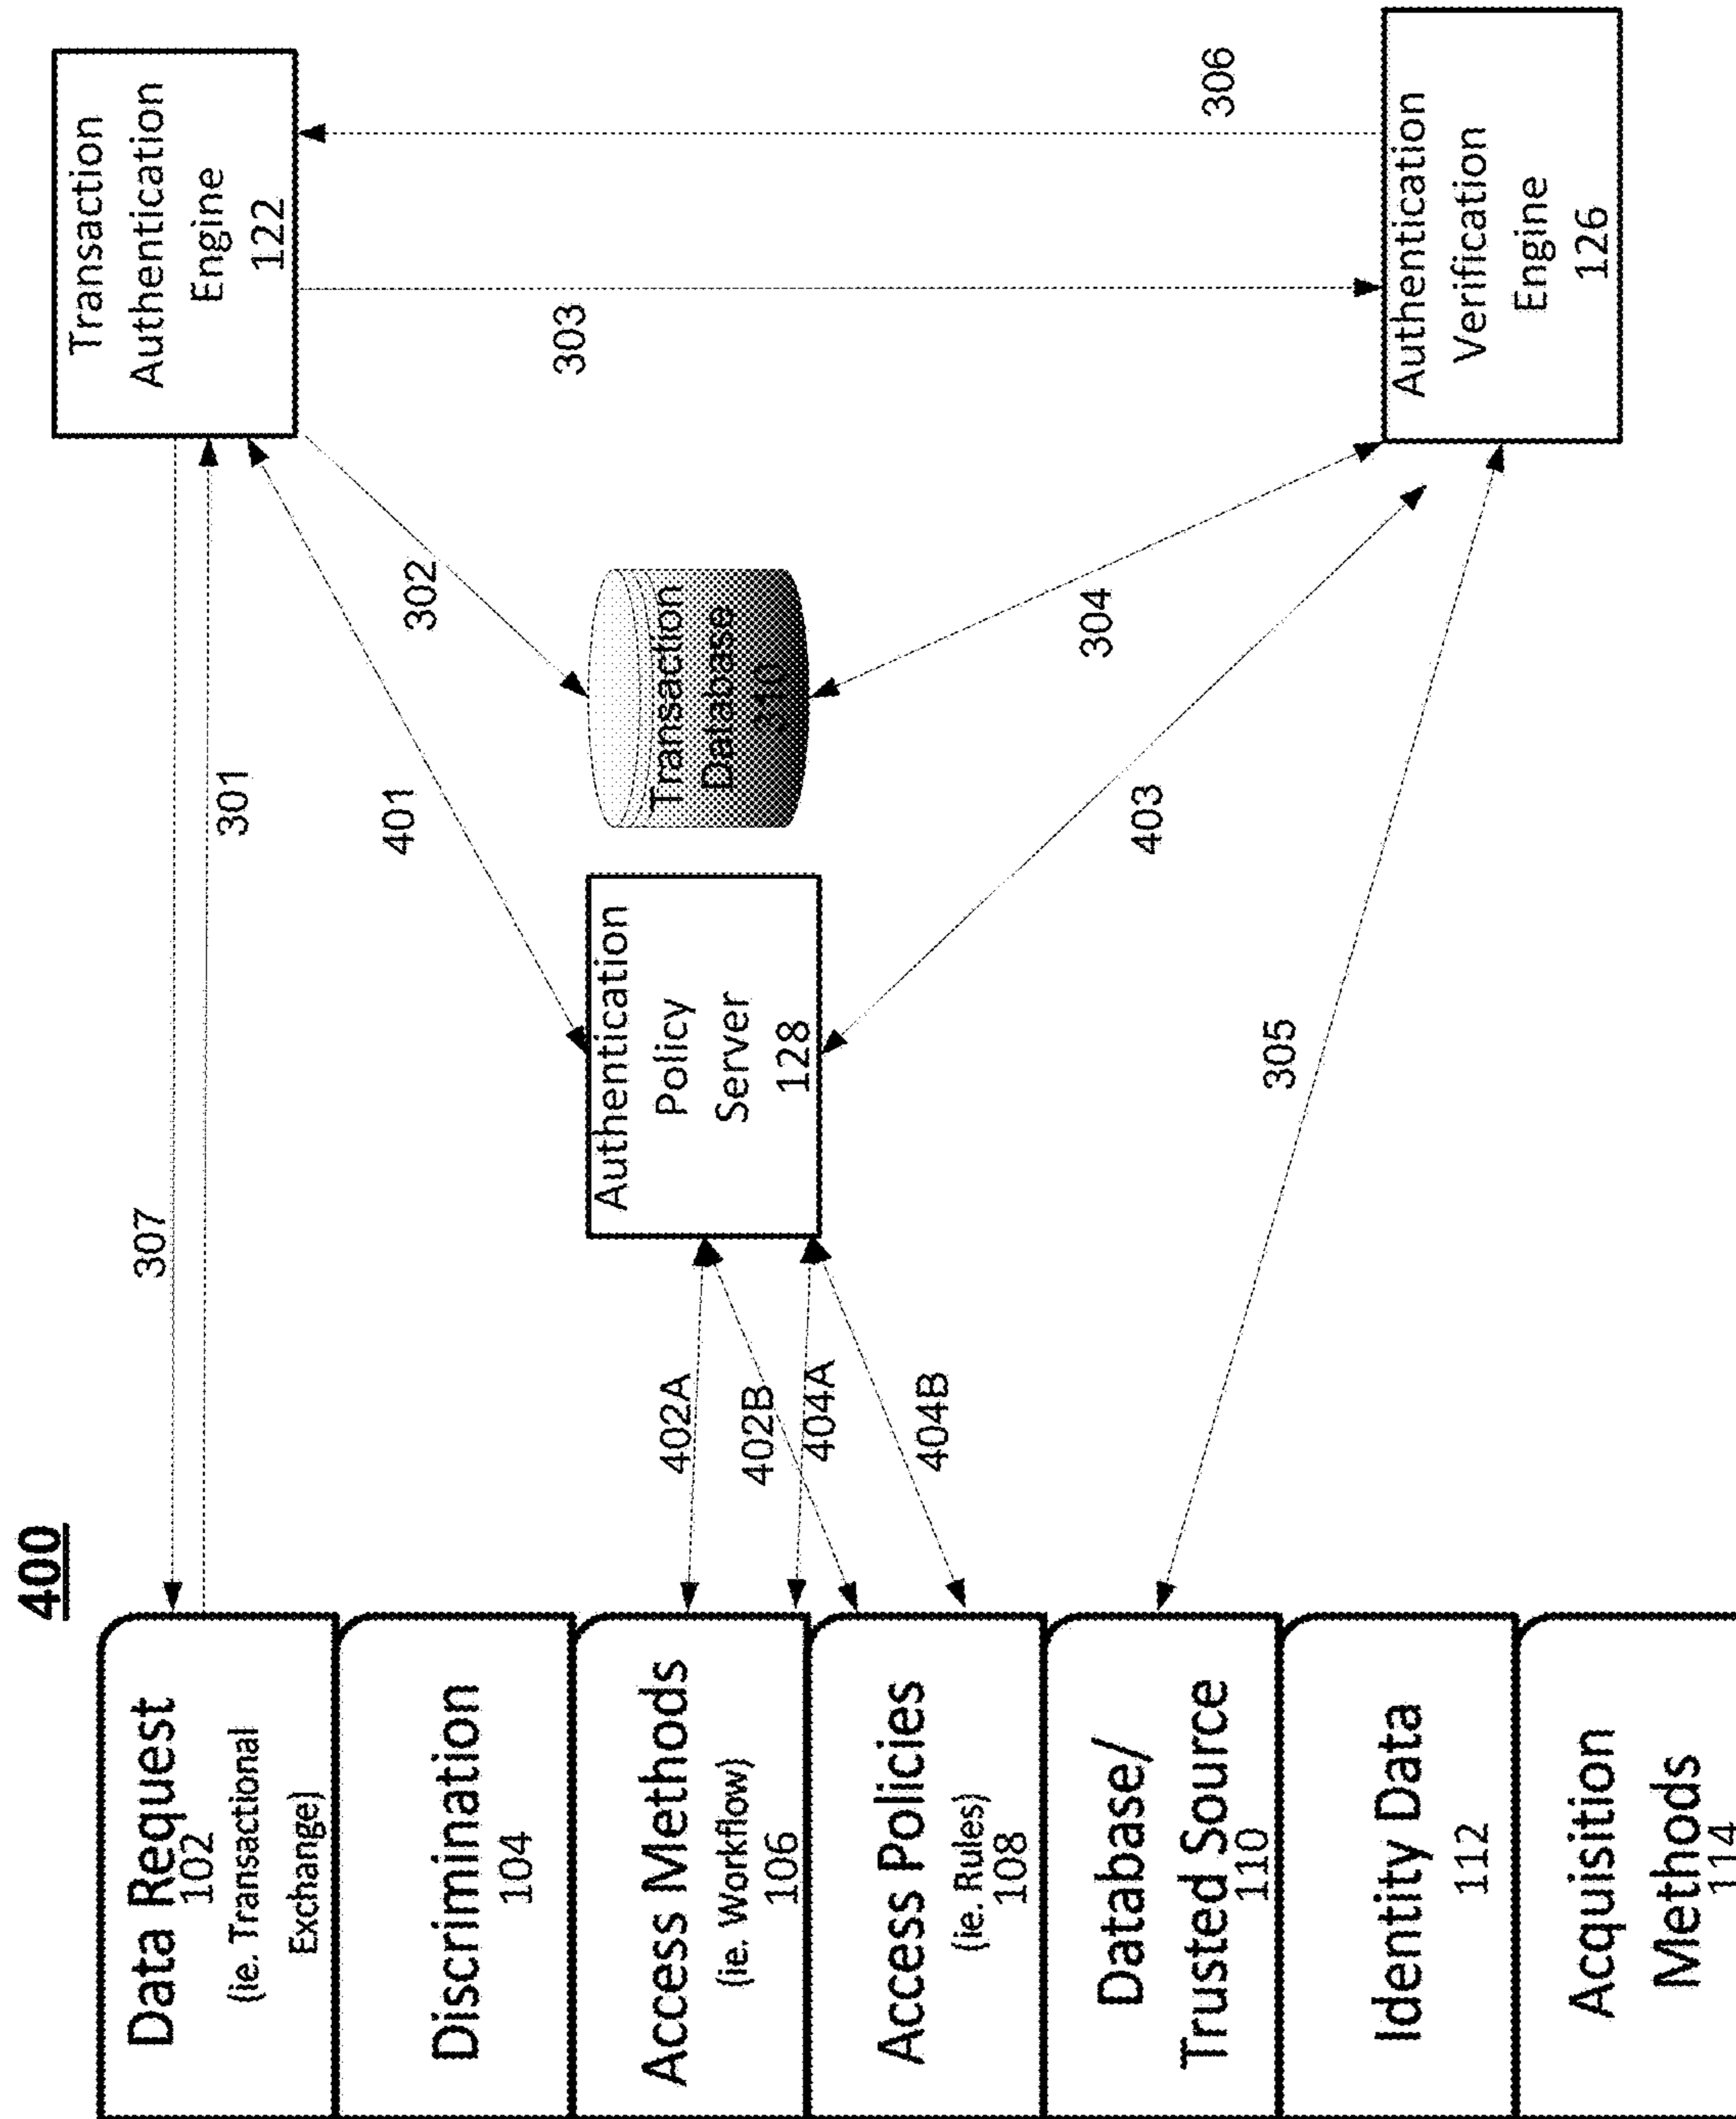 400
Data Request
102
(ie. Transactional
Exchange)
Discrimination
104
Access Methods
(ie. Workflow)
106
Access Policies
(ie. Rules)
108
Database/
Trusted Source
110
Identity Data
112
Acquisition
Methods
114
307
301
401
302
303
306
402A
402B
404A
404B
Authentication
Policy
Server
128
Transaction
Database
310
304
403
305
Transaction
Authentication
Engine
122
Authentication
Verification
Engine
126